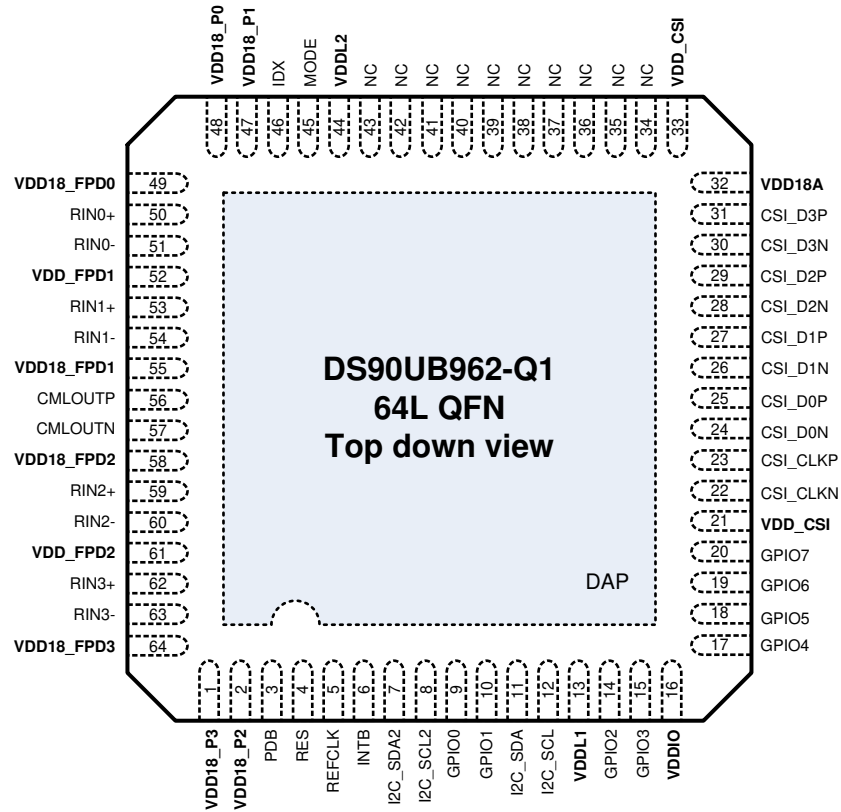 VDD18_P0
VDD18_P1
IDX
MODE
VDDL2
NC
NC
NC
NC
NC
NC
NC
NC
NC
NC
VDD_CSI
48
47
46
45
44
43
42
41
40
39
38
37
36
35
34
33
VDD18_FPD0 49
RIN0+ 50
RIN0- 51
VDD_FPD1 52
RIN1+ 53
RIN1- 54
VDD18_FPD1 55
CMLOUTP 56
CMLOUTN 57
VDD18_FPD2 58
RIN2+ 59
RIN2- 60
VDD_FPD2 61
RIN3+ 62
RIN3- 63
VDD18_FPD3 64
DS90UB962-Q1
64L QFN
Top down view
DAP
32 VDD18A
31 CSI_D3P
30 CSI_D3N
29 CSI_D2P
28 CSI_D2N
27 CSI_D1P
26 CSI_D1N
25 CSI_D0P
24 CSI_D0N
23 CSI_CLKP
22 CSI_CLKN
21 VDD_CSI
20 GPIO7
19 GPIO6
18 GPIO5
17 GPIO4
1
2
3
4
5
6
7
8
9
10
11
12
13
14
15
16
VDD18_P3
VDD18_P2
PDB
RES
REFCLK
INTB
I2C_SDA2
I2C_SCL2
GPIO0
GPIO1
I2C_SDA
I2C_SCL
VDDL1
GPIO2
GPIO3
VDDIO